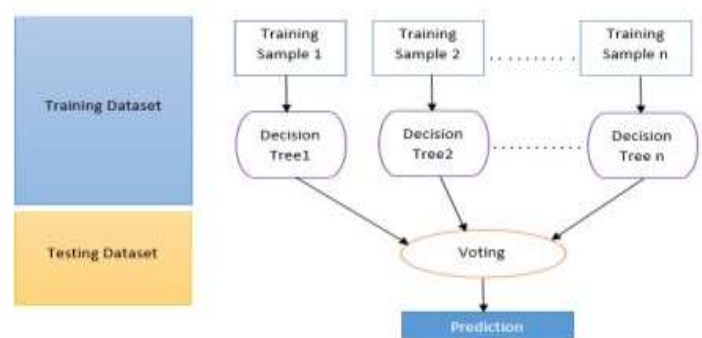 Training Dataset
Testing Dataset
Training
Sample 1
Training
Sample 2
Training
Sample n
Decision
Tree1
Decision
Tree2
Decision
Tree n
Voting
Prediction